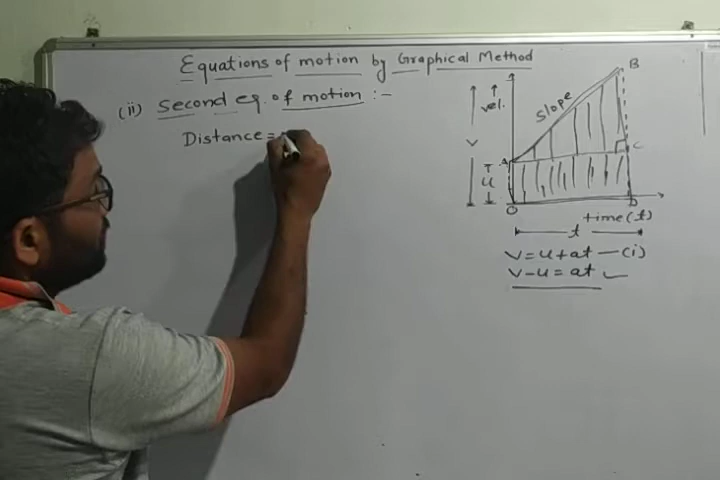 Equations of motion by Graphical Method
(ii) Second eq. of motion :-
Distance =
vel.
Slope
B
V
A
U
C
O
D
time (t)
t
V = u + at — (i)
V - u = at